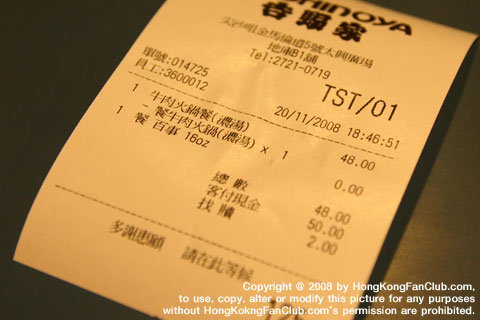 吉野家
尖沙咀金馬倫道5號太興廣場
地庫B1舖
Tel:2721-0719
TST/01
單號:014725
員工:3600012
20/11/2008 18:46:51
1 牛肉火鍋餐(濃湯) 48.00
- 餐牛肉火鍋(濃湯) x 1
1 餐 百事 16oz 0.00
總數 48.00
客付現金 50.00
找贖 2.00
多謝惠顧 請在此等候
Copyright @ 2008 by HongKongFanClub.com,
to use, copy, alter or modify this picture for any purposes
without HongKokng FanClub.com's permission are prohibited.